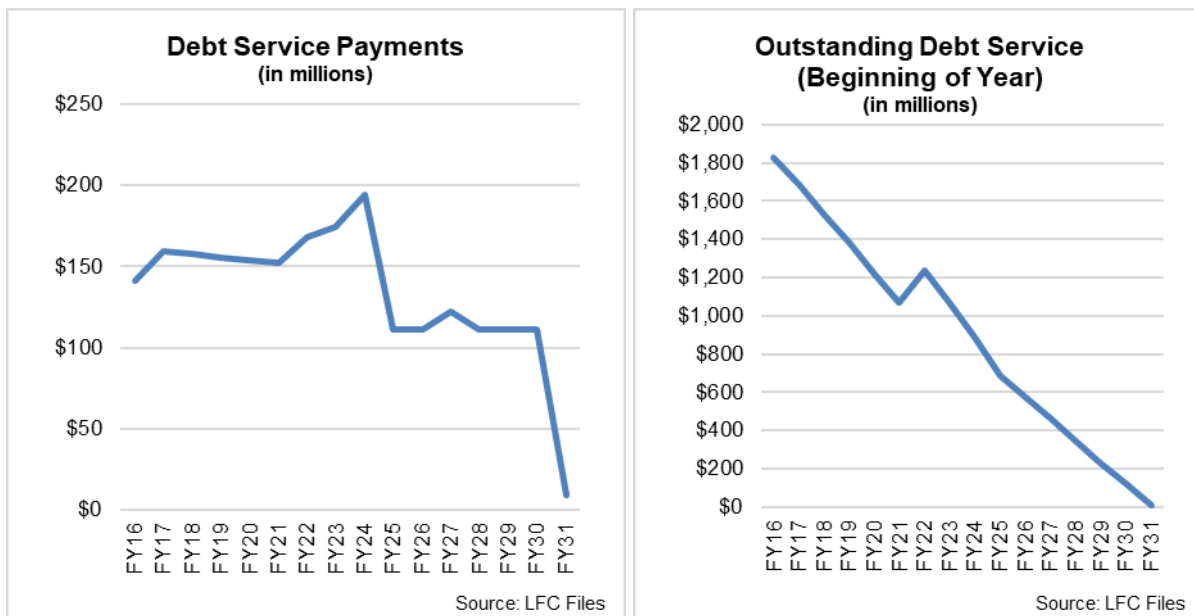 Debt Service Payments
(in millions)
$250
$200
$150
$100
$50
$0
FY16
FY17
FY18
FY19
FY20
FY21
FY22
FY23
FY24
FY25
FY26
FY27
FY28
FY29
FY30
FY31
Source: LFC Files
Outstanding Debt Service
(Beginning of Year)
(in millions)
$2,000
$1,800
$1,600
$1,400
$1,200
$1,000
$800
$600
$400
$200
$0
FY16
FY17
FY18
FY19
FY20
FY21
FY22
FY23
FY24
FY25
FY26
FY27
FY28
FY29
FY30
FY31
Source: LFC Files